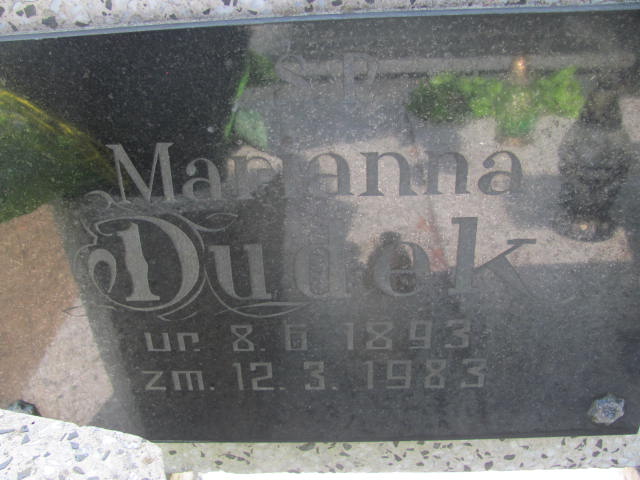 Ś.P.
Marianna
Dudek
ur. 8.6.1893
zm. 12.3.1983